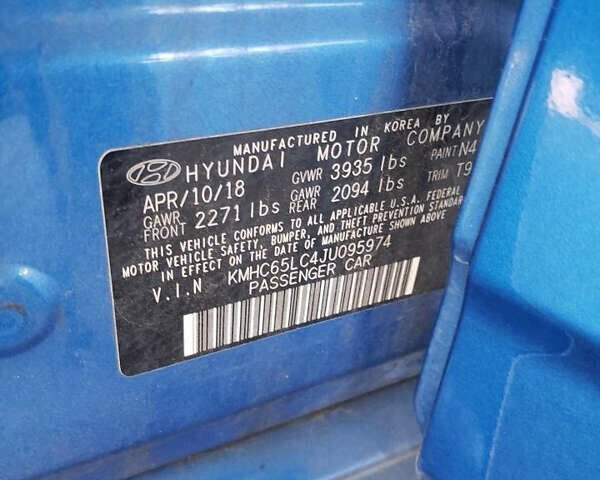 MANUFACTURED IN KOREA BY
HYUNDAI MOTOR COMPANY
APR/10/18 GVWR 3935 lbs PAINT N4
GAWR FRONT 2271 lbs GAWR REAR 2094 lbs TRIM T9
THIS VEHICLE CONFORMS TO ALL APPLICABLE U.S.A. FEDERAL
MOTOR VEHICLE SAFETY, BUMPER, AND THEFT PREVENTION STANDARD
IN EFFECT ON THE DATE OF MANUFACTURE SHOWN ABOVE.
V.I.N KMHC65LC4JU095974
PASSENGER CAR